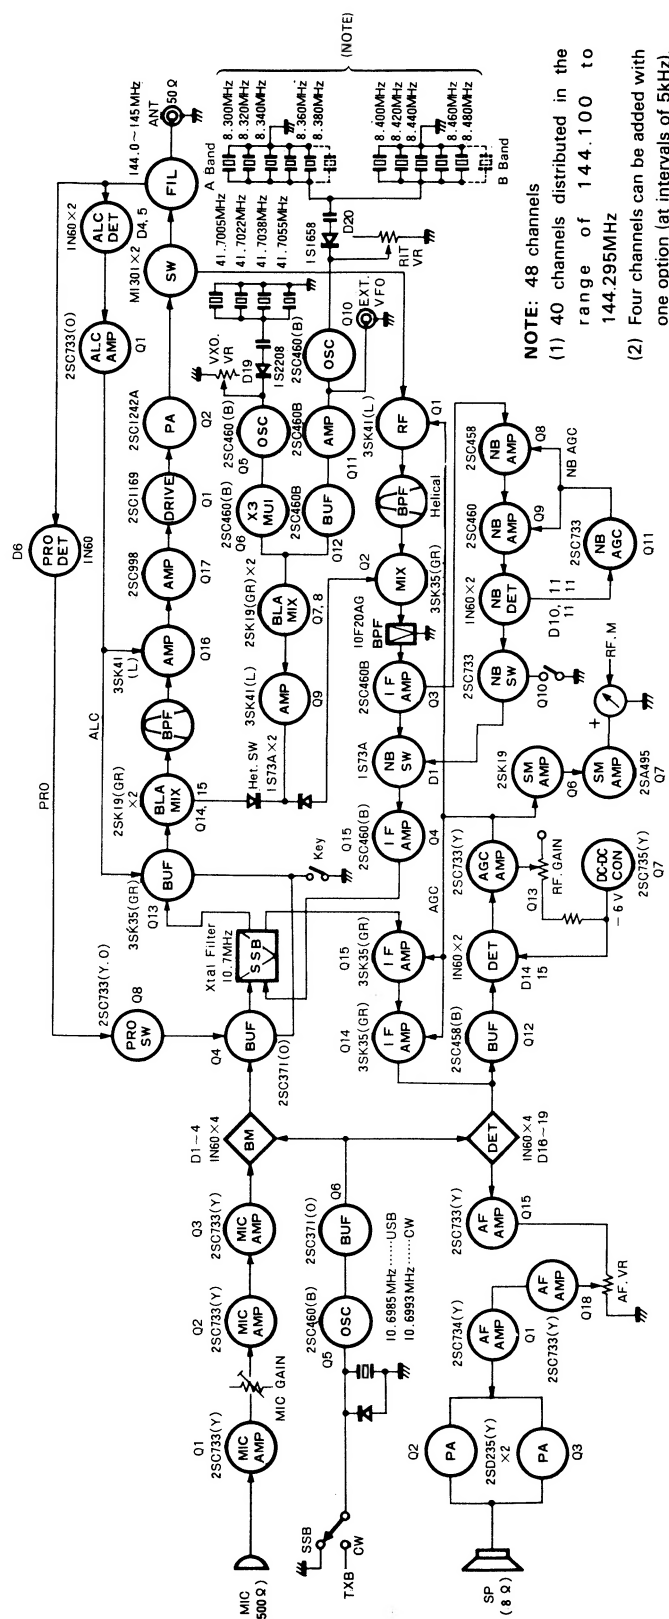 MIC
500Ω)
Q1
2SC733(Y)
MIC
AMP
MIC GAIN
Q2
2SC733(Y)
MIC
AMP
Q3
2SC733(Y)
MIC
AMP
D1~4
IN60×4
BM
Q4
BUF
2SC371(O)
2SC733(Y.O)
Q8
PRO
SW
Xtal Filter
10.7MHz
SSB
Key
3SK35(GR)
Q13
BUF
2SK19(GR)
×2
BLA
MIX
Q14, 15
BPF
3SK41
(L)
AMP
Q16
2SC998
AMP
Q17
2SC1169
DRIVE
Q1
2SC1242A
PA
Q2
MI301×2
SW
FIL
144.0~145MHz
ANT
50Ω
IN60×2
ALC
DET
D4, 5
2SC733(O)
ALC
AMP
Q1
D6
PRO
DET
IN60
PRO
ALC
SSB
CW
TXB
Q5
2SC460(B)
OSC
2SC371(O)
BUF
Q6
10.6985MHz ······USB
10.6993MHz ······CW
Het. SW
IS73A×2
3SK41(L)
AMP
Q9
2SK19(GR)×2
BLA
MIX
Q7, 8
2SC460(B)
Q6
X3
MUI
2SC460(B)
Q5
OSC
VXO.
VR
D19
IS2208
41.7005MHz
41.7022MHz
41.7038MHz
41.7055MHz
2SC460B
BUF
Q12
2SC460B
AMP
Q11
2SC460(B)
OSC
Q10
EXT.
VFO
IS1658
D20
RIT
VR
A Band
8.300MHz
8.320MHz
8.340MHz
8.360MHz
8.380MHz
8.400MHz
8.420MHz
8.440MHz
8.460MHz
8.480MHz
B Band
(NOTE)
3SK41(L)
RF
Q1
BPF
Helical
Q2
MIX
3SK35(GR)
10F20AG
BPF
2SC460B
IF
AMP
Q3
IS73A
NB
SW
D1
Q15
2SC460(B)
IF
AMP
Q4
AGC
Q15
3SK35(GR)
IF
AMP
Q14
3SK35(GR)
IF
AMP
2SC458
NB
AMP
Q8
NB AGC
2SC460
NB
AMP
Q9
IN60×2
NB
DET
D10, 11
11 11
2SC733
NB
AGC
Q11
2SC733
NB
SW
Q10
RF. M
+
2SK19
SM
AMP
Q6
SM
AMP
2SA495
Q7
2SC733(Y)
AGC
AMP
Q13
RF. GAIN
DC-DC
CON
2SC735(Y)
Q7
– 6 V
IN60×2
DET
D14
15
2SC458(B)
BUF
Q12
DET
IN60×4
D16~19
2SC733(Y)
AF
AMP
Q15
AF. VR
AF
AMP
Q18
2SC733(Y)
2SC734(Y)
AF
AMP
Q1
Q2
PA
2SD235(Y)
×2
PA
Q3
SP
(8Ω)
NOTE: 48 channels
(1) 40 channels distributed in the
range of 144.100 to
144.295MHz
(2) Four channels can be added with
one option (at intervals of 5kHz).